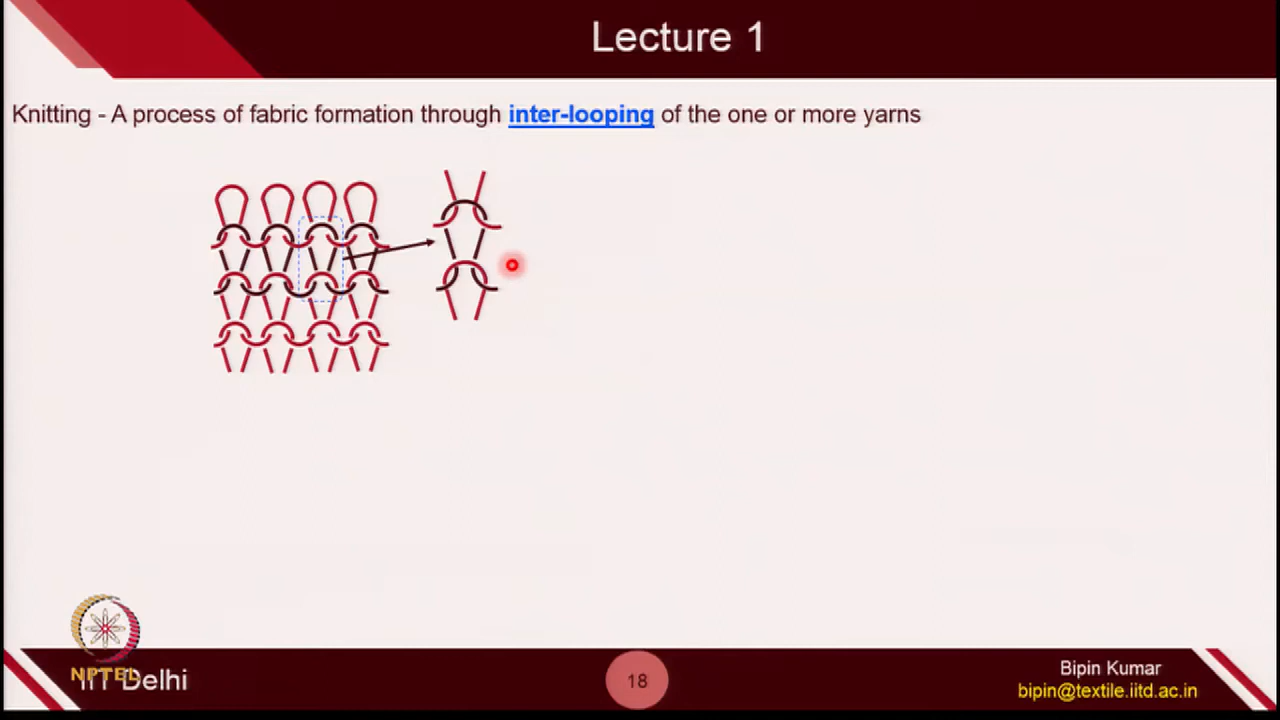 Lecture 1
Knitting - A process of fabric formation through inter-looping of the one or more yarns
NPTEL
IIT Delhi
18
Bipin Kumar
bipin@textile.iitd.ac.in